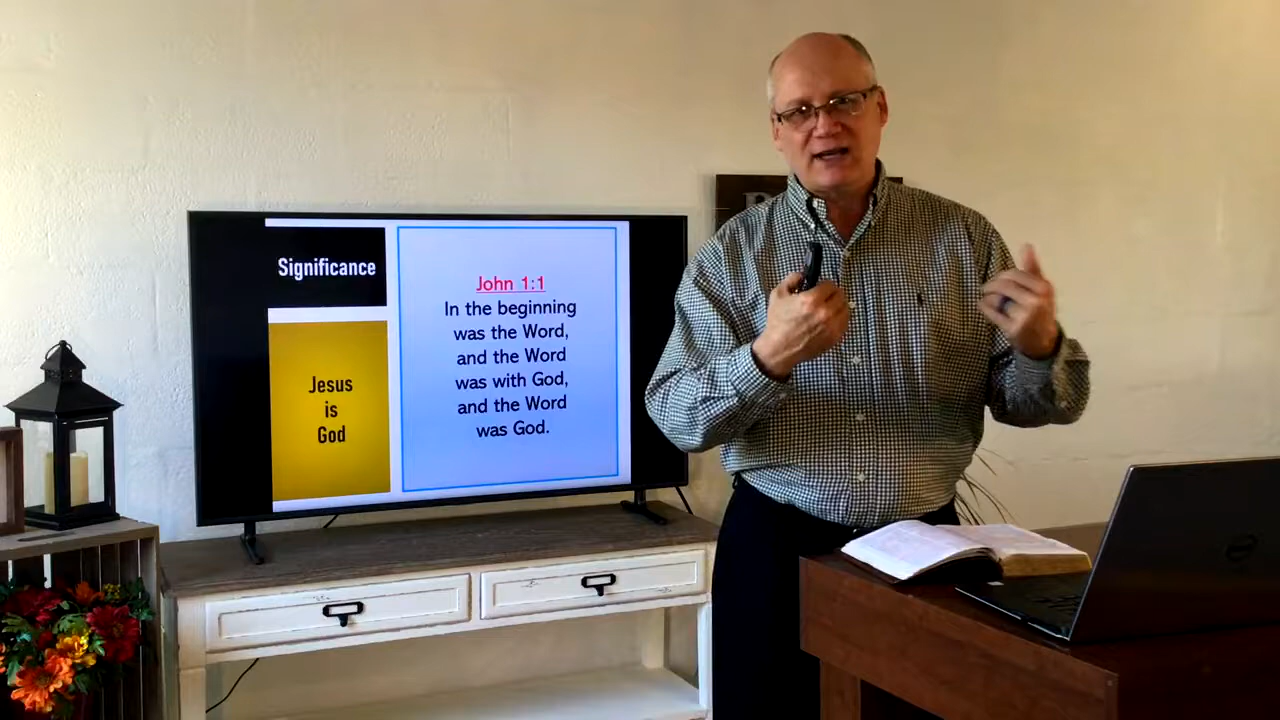 Significance
Jesus
is
God
John 1:1
In the beginning
was the Word,
and the Word
was with God,
and the Word
was God.